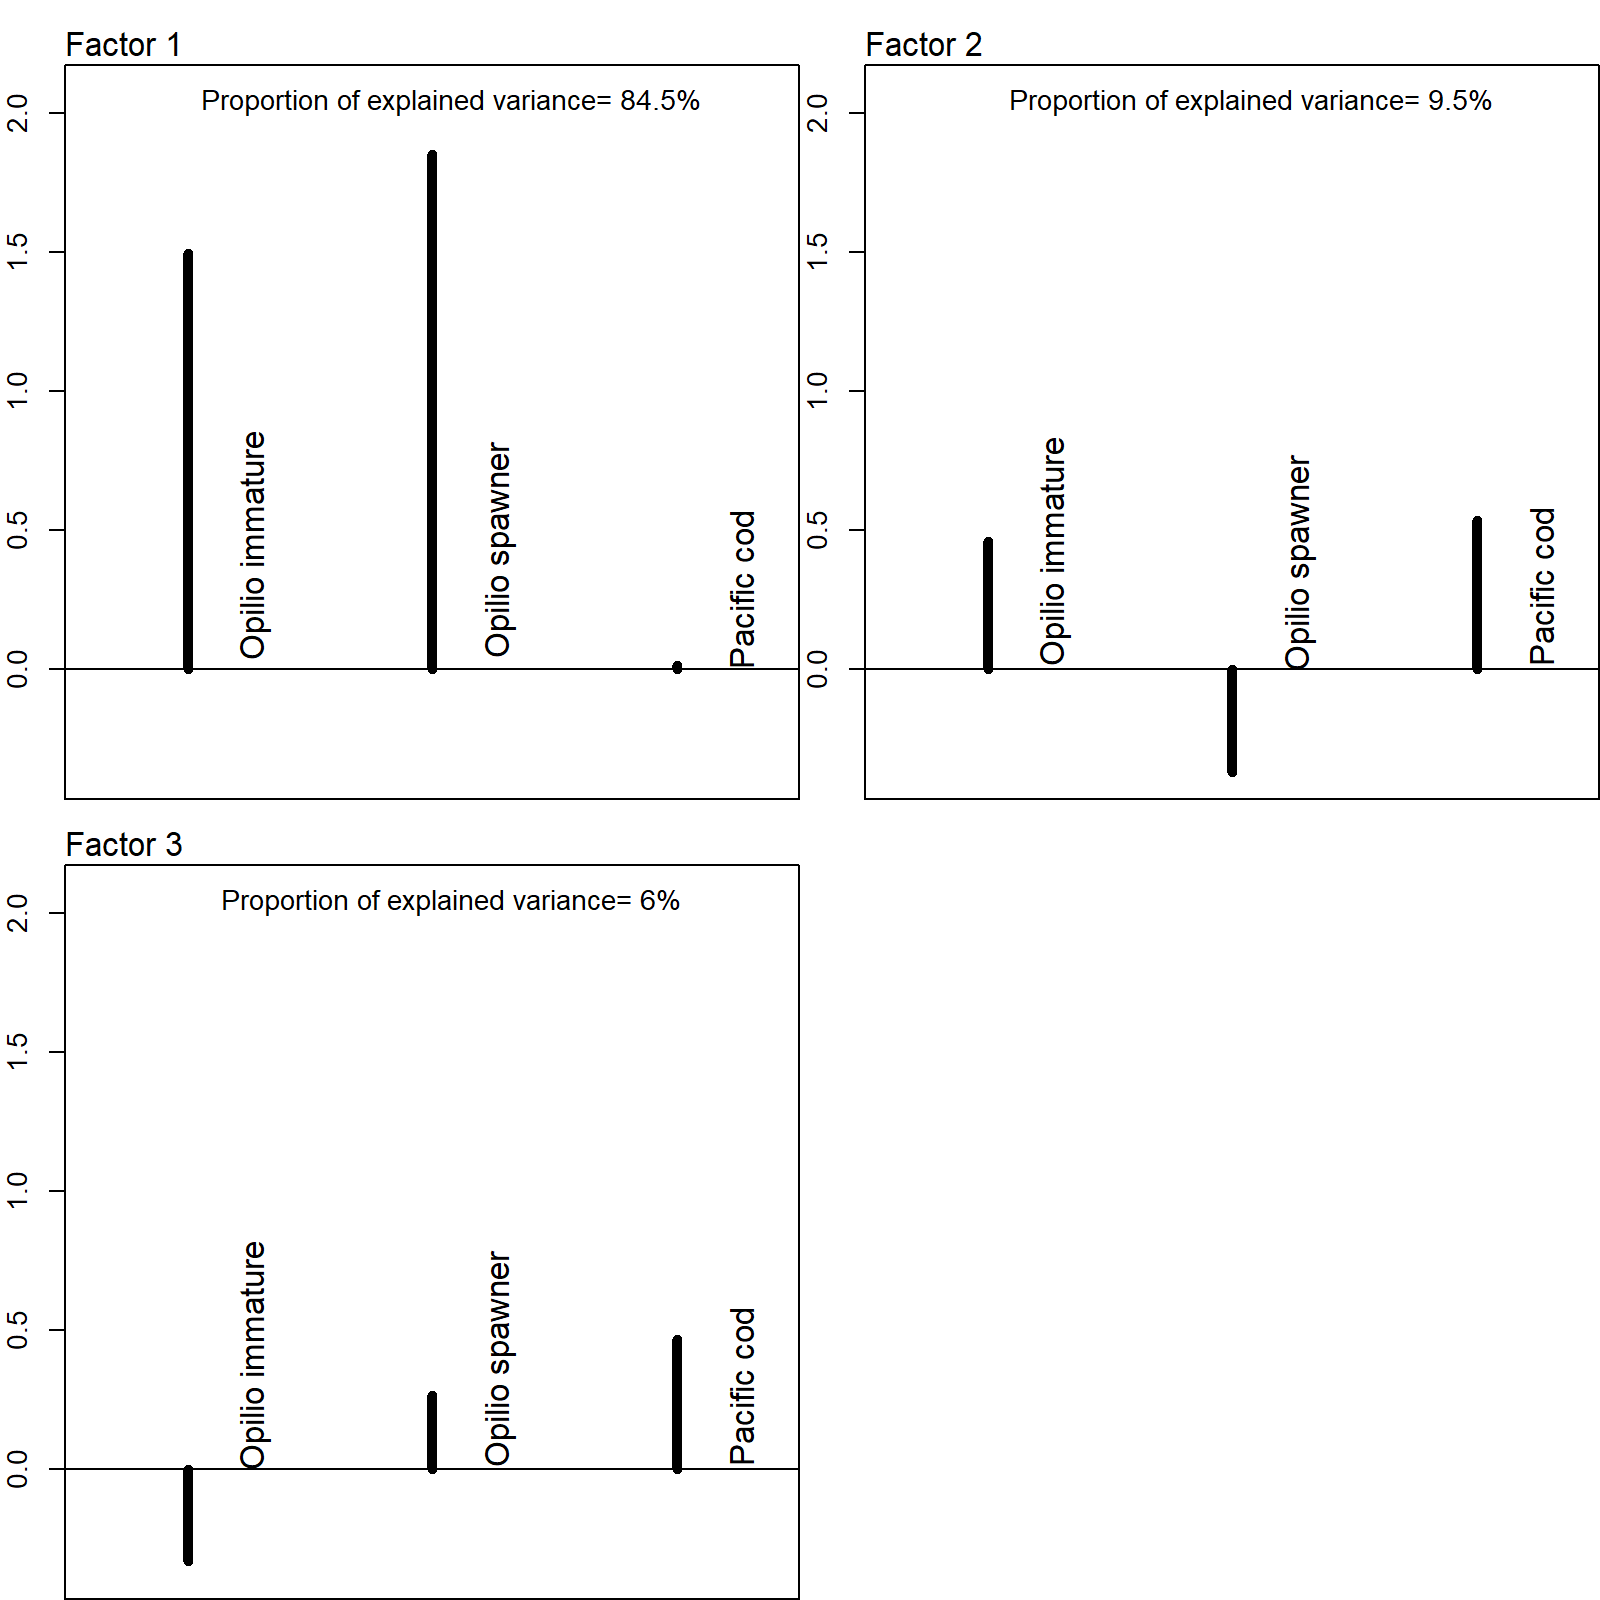 Factor 1
Proportion of explained variance= 84.5%
2.0
1.5
1.0
0.5
0.0
Opilio immature
Opilio spawner
Pacific cod
Factor 2
Proportion of explained variance= 9.5%
2.0
1.5
1.0
0.5
0.0
Opilio immature
Opilio spawner
Pacific cod
Factor 3
Proportion of explained variance= 6%
2.0
1.5
1.0
0.5
0.0
Opilio immature
Opilio spawner
Pacific cod